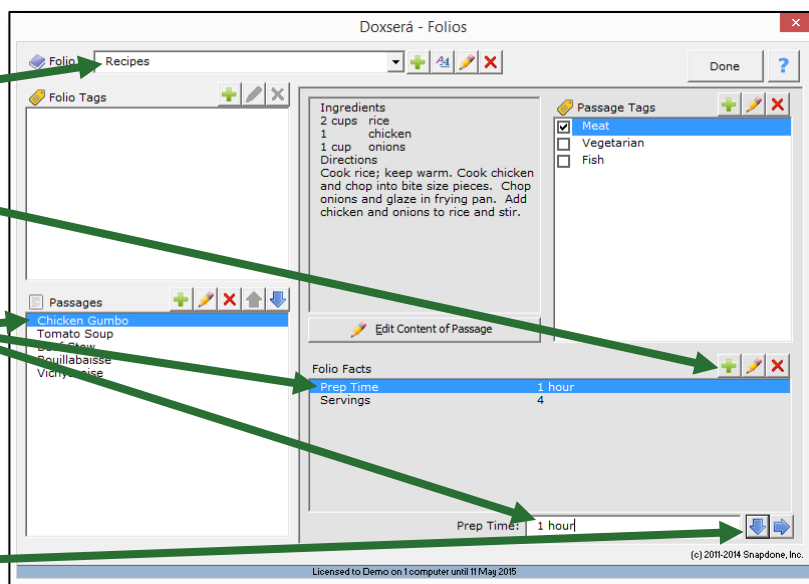 Doxserá - Folios
Folio Recipes
Done
?
Folio Tags
Ingredients
2 cups rice
1 chicken
1 cup onions
Directions
Cook rice; keep warm. Cook chicken
and chop into bite size pieces. Chop
onions and glaze in frying pan. Add
chicken and onions to rice and stir.
Passage Tags
Meat
Vegetarian
Fish
Passages
Chicken Gumbo
Tomato Soup
Beef Stew
Bouillabaisse
Edit Content of Passage
Folio Facts
Prep Time 1 hour
Servings 4
Prep Time: 1 hour
(c) 2011-2014 Snapdone, Inc.
Licensed to Demo on 1 computer until 11 May 2015